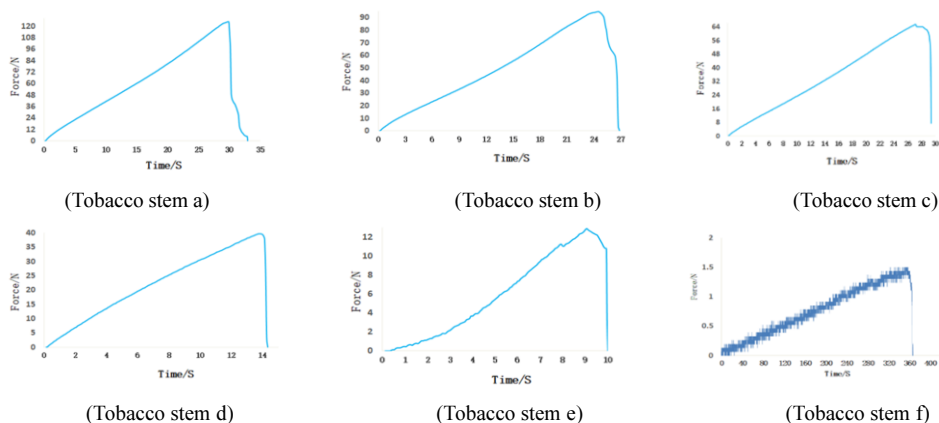 Force/N
120
108
96
84
72
60
48
36
24
12
0
0 5 10 15 20 25 30 35
Time/S
(Tobacco stem a)
Force/N
90
80
70
60
50
40
30
20
10
0
0 3 6 9 12 15 18 21 24 27
Time/S
(Tobacco stem b)
Force/N
64
56
48
40
32
24
16
8
0
0 2 4 6 8 10 12 14 16 18 20 22 24 26 28 30
Time/S
(Tobacco stem c)
Force/N
40
35
30
25
20
15
10
5
0
0 2 4 6 8 10 12 14
Time/S
(Tobacco stem d)
Force/N
12
10
8
6
4
2
0
0 1 2 3 4 5 6 7 8 9 10
Time/S
(Tobacco stem e)
Force/N
2
1.5
1
0.5
0
0 40 80 120 160 200 240 280 320 360 400
Time/S
(Tobacco stem f)